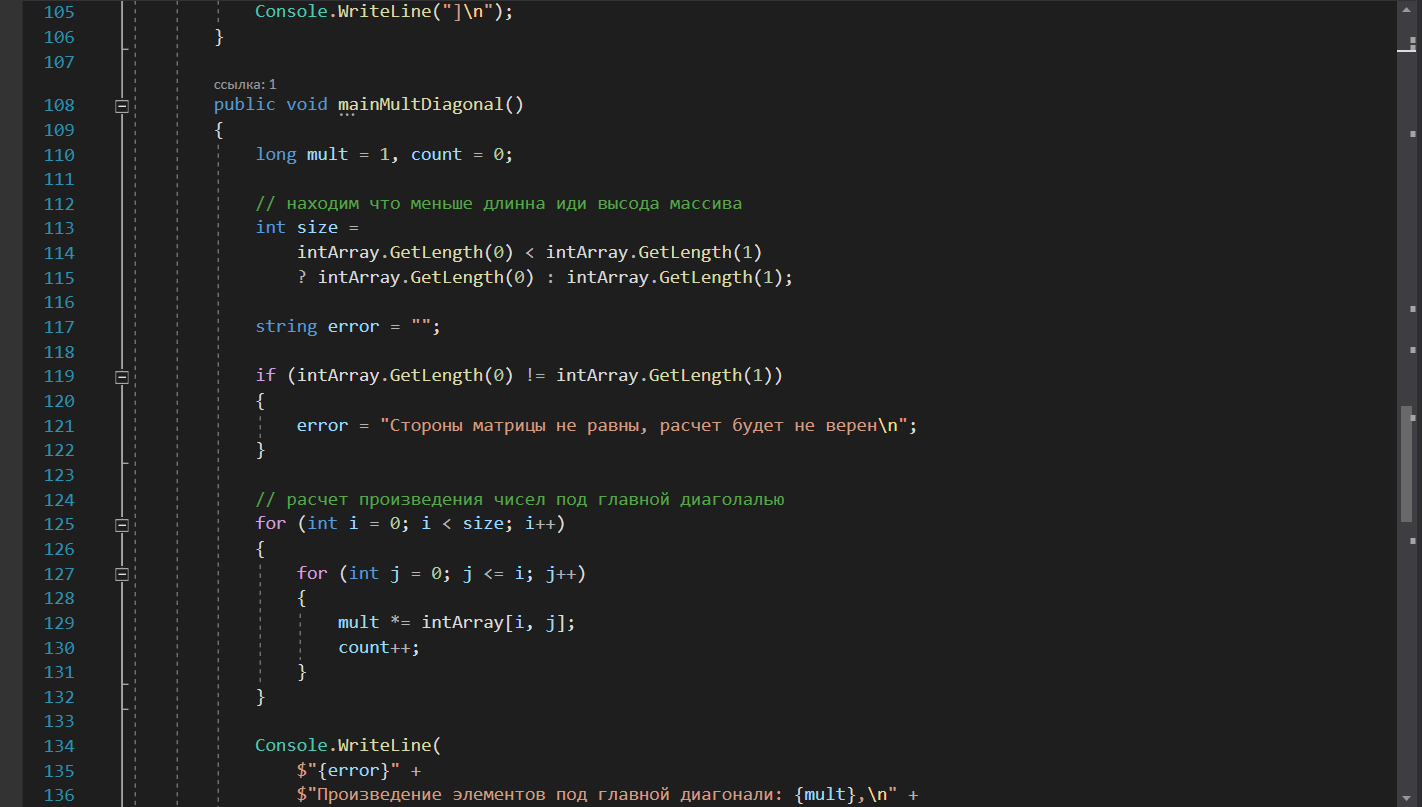 105 Console.WriteLine("]\n");
106 }
107
ссылка: 1
108 public void mainMultDiagonal()
109 {
110 long mult = 1, count = 0;
111
112 // находим что меньше длинна иди высода массива
113 int size =
114 intArray.GetLength(0) < intArray.GetLength(1)
115 ? intArray.GetLength(0) : intArray.GetLength(1);
116
117 string error = "";
118
119 if (intArray.GetLength(0) != intArray.GetLength(1))
120 {
121 error = "Стороны матрицы не равны, расчет будет не верен\n";
122 }
123
124 // расчет произведения чисел под главной диаголалью
125 for (int i = 0; i < size; i++)
126 {
127 for (int j = 0; j <= i; j++)
128 {
129 mult *= intArray[i, j];
130 count++;
131 }
132 }
133
134 Console.WriteLine(
135 $"{error}" +
136 $"Произведение элементов под главной диагонали: {mult},\n" +